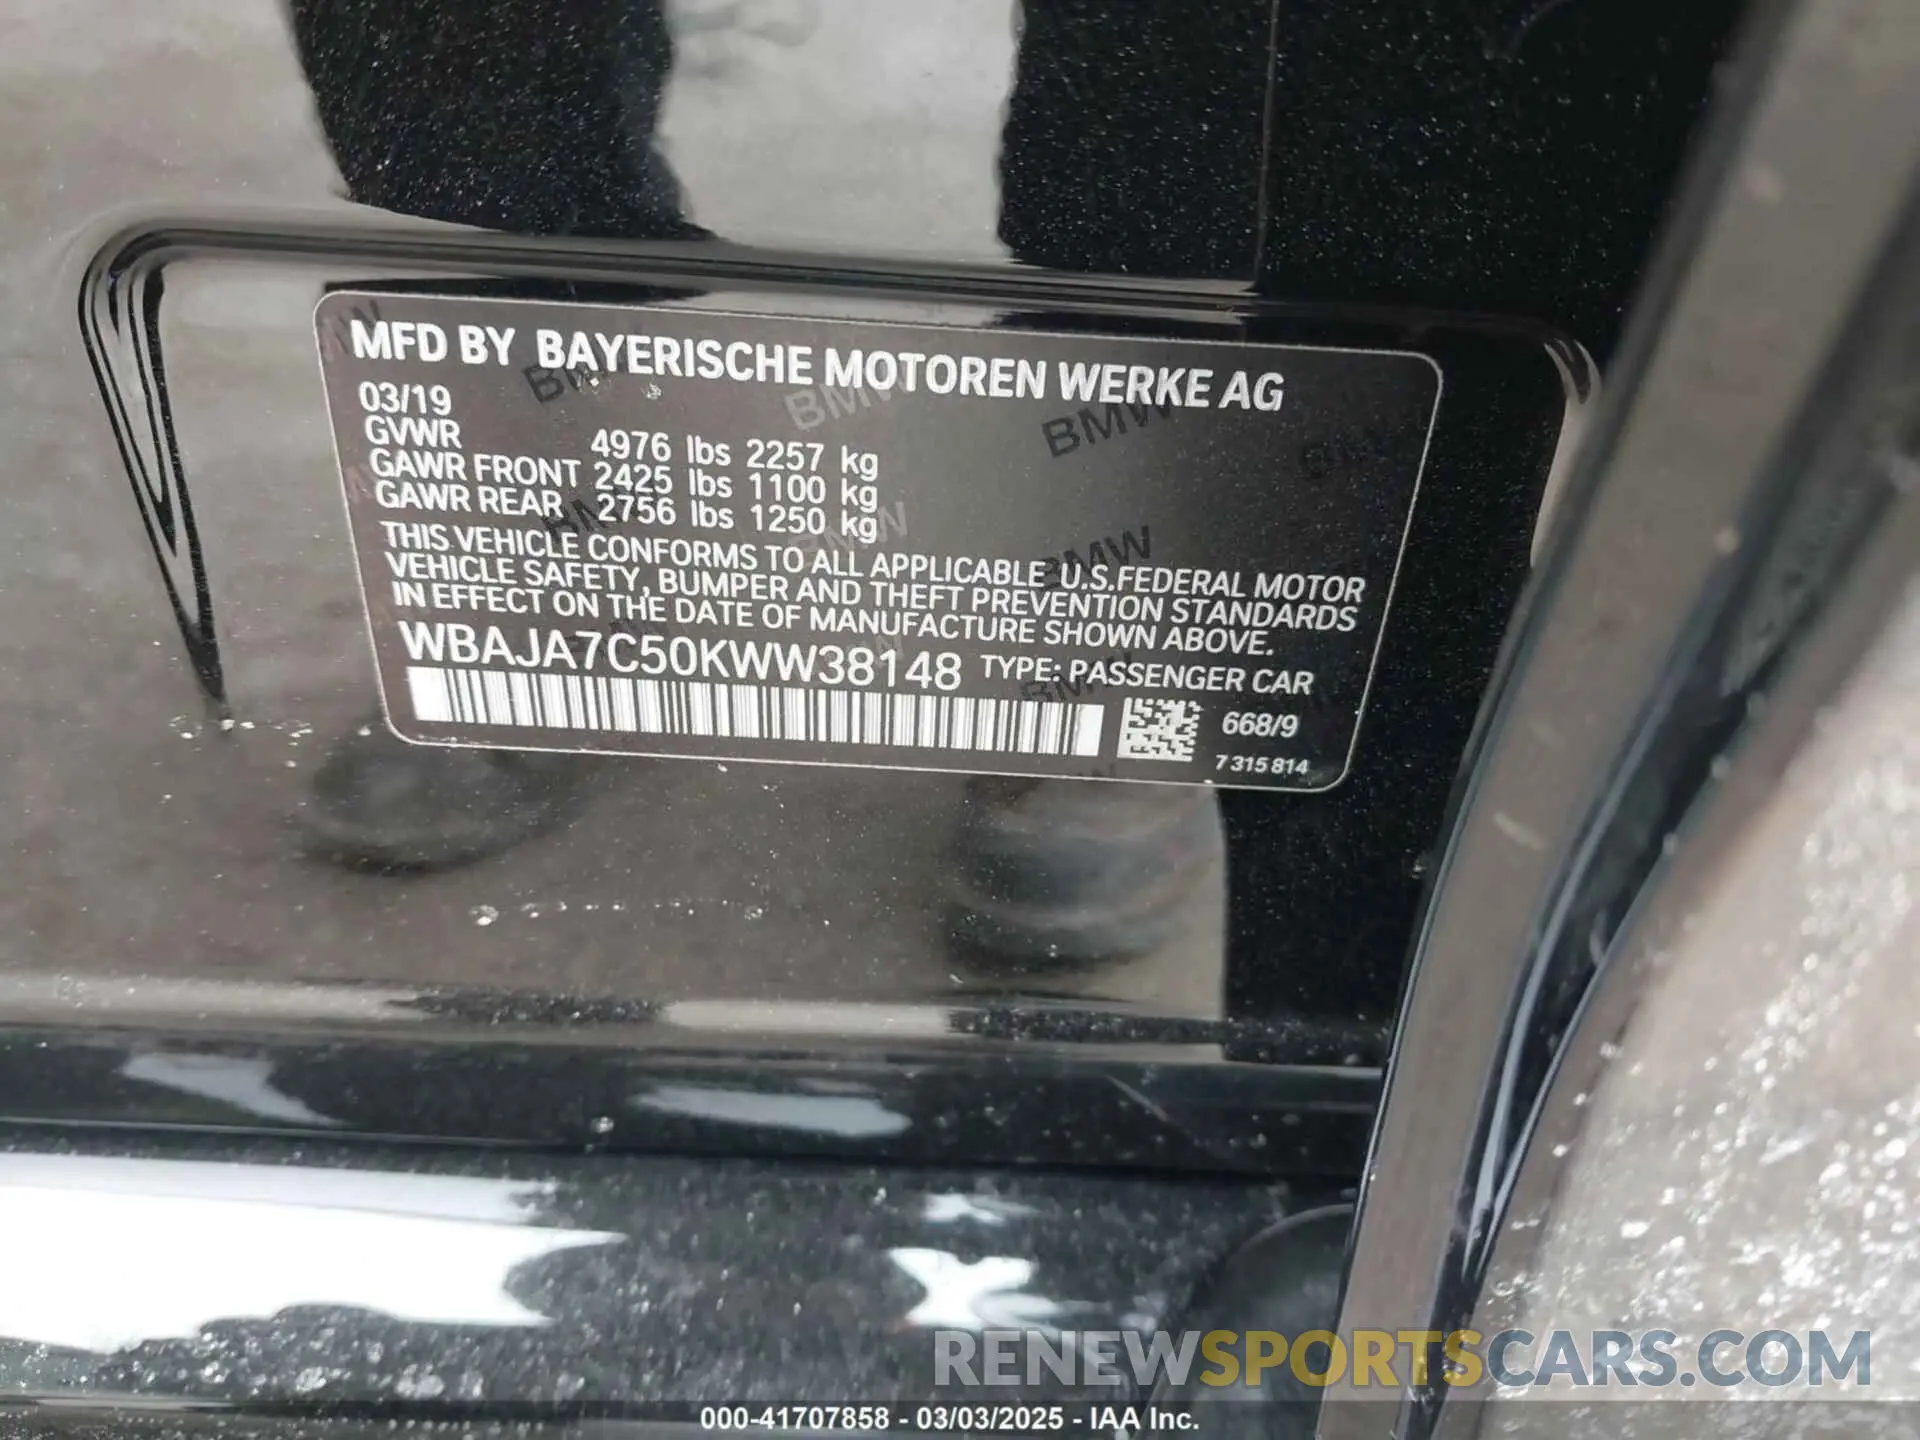 MFD BY BAYERISCHE MOTOREN WERKE AG
03/19
GVWR 4976 lbs 2257 kg
GAWR FRONT 2425 lbs 1100 kg
GAWR REAR 2756 lbs 1250 kg
THIS VEHICLE CONFORMS TO ALL APPLICABLE U.S.FEDERAL MOTOR
VEHICLE SAFETY, BUMPER AND THEFT PREVENTION STANDARDS
IN EFFECT ON THE DATE OF MANUFACTURE SHOWN ABOVE.
WBAJA7C50KWW38148 TYPE: PASSENGER CAR
668/9
7 315 814
RENEWSPORTSCARS.COM
000-41707858 - 03/03/2025 - IAA Inc.